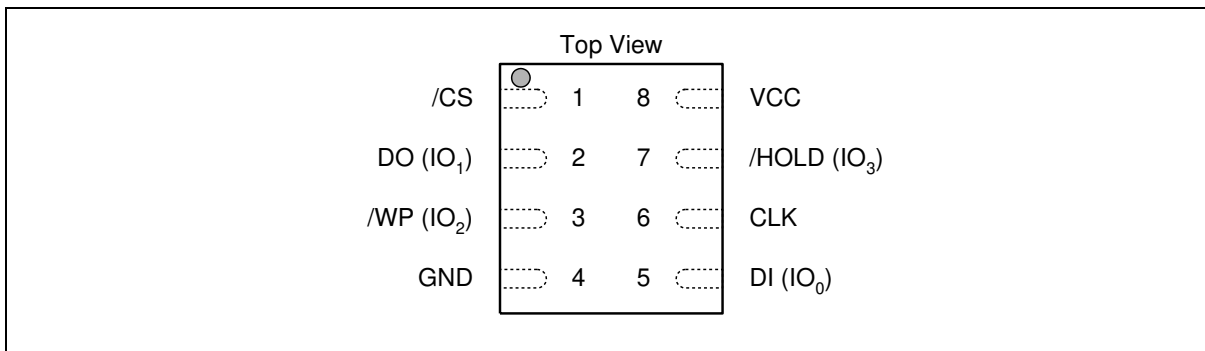 Top View
/CS 1 8 VCC
DO (IO₁) 2 7 /HOLD (IO₃)
/WP (IO₂) 3 6 CLK
GND 4 5 DI (IO₀)